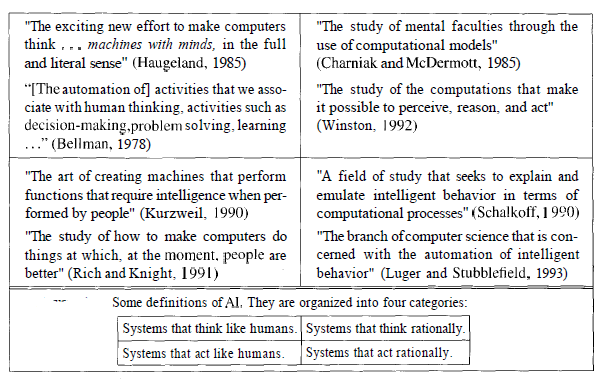 "The exciting new effort to make computers
think . . . machines with minds, in the full
and literal sense" (Haugeland, 1985)
"[The automation of] activities that we asso-
ciate with human thinking, activities such as
decision-making, problem solving, learning
..." (Bellman, 1978)
"The study of mental faculties through the
use of computational models"
(Charniak and McDermott, 1985)
"The study of the computations that make
it possible to perceive, reason, and act"
(Winston, 1992)
"The art of creating machines that perform
functions that require intelligence when per-
formed by people" (Kurzweil, 1990)
"The study of how to make computers do
things at which, at the moment, people are
better" (Rich and Knight, 1991)
"A field of study that seeks to explain and
emulate intelligent behavior in terms of
computational processes" (Schalkoff, 1990)
"The branch of computer science that is con-
cerned with the automation of intelligent
behavior" (Luger and Stubblefield, 1993)
Some definitions of AI, They are organized into four categories:
Systems that think like humans. Systems that think rationally.
Systems that act like humans. Systems that act rationally.